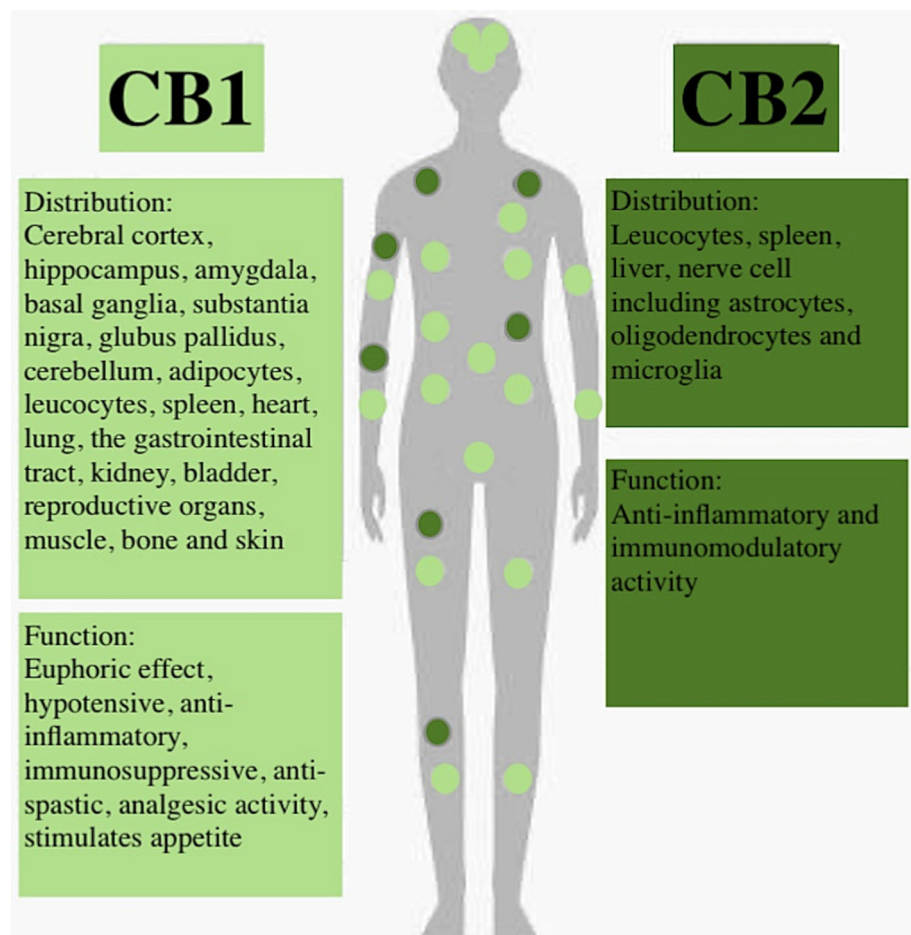 CB1
Distribution:
Cerebral cortex,
hippocampus, amygdala,
basal ganglia, substantia
nigra, glubus pallidus,
cerebellum, adipocytes,
leucocytes, spleen, heart,
lung, the gastrointestinal
tract, kidney, bladder,
reproductive organs,
muscle, bone and skin
Function:
Euphoric effect,
hypotensive, anti-
inflammatory,
immunosuppressive, anti-
spastic, analgesic activity,
stimulates appetite
CB2
Distribution:
Leucocytes, spleen,
liver, nerve cell
including astrocytes,
oligodendrocytes and
microglia
Function:
Anti-inflammatory and
immunomodulatory
activity